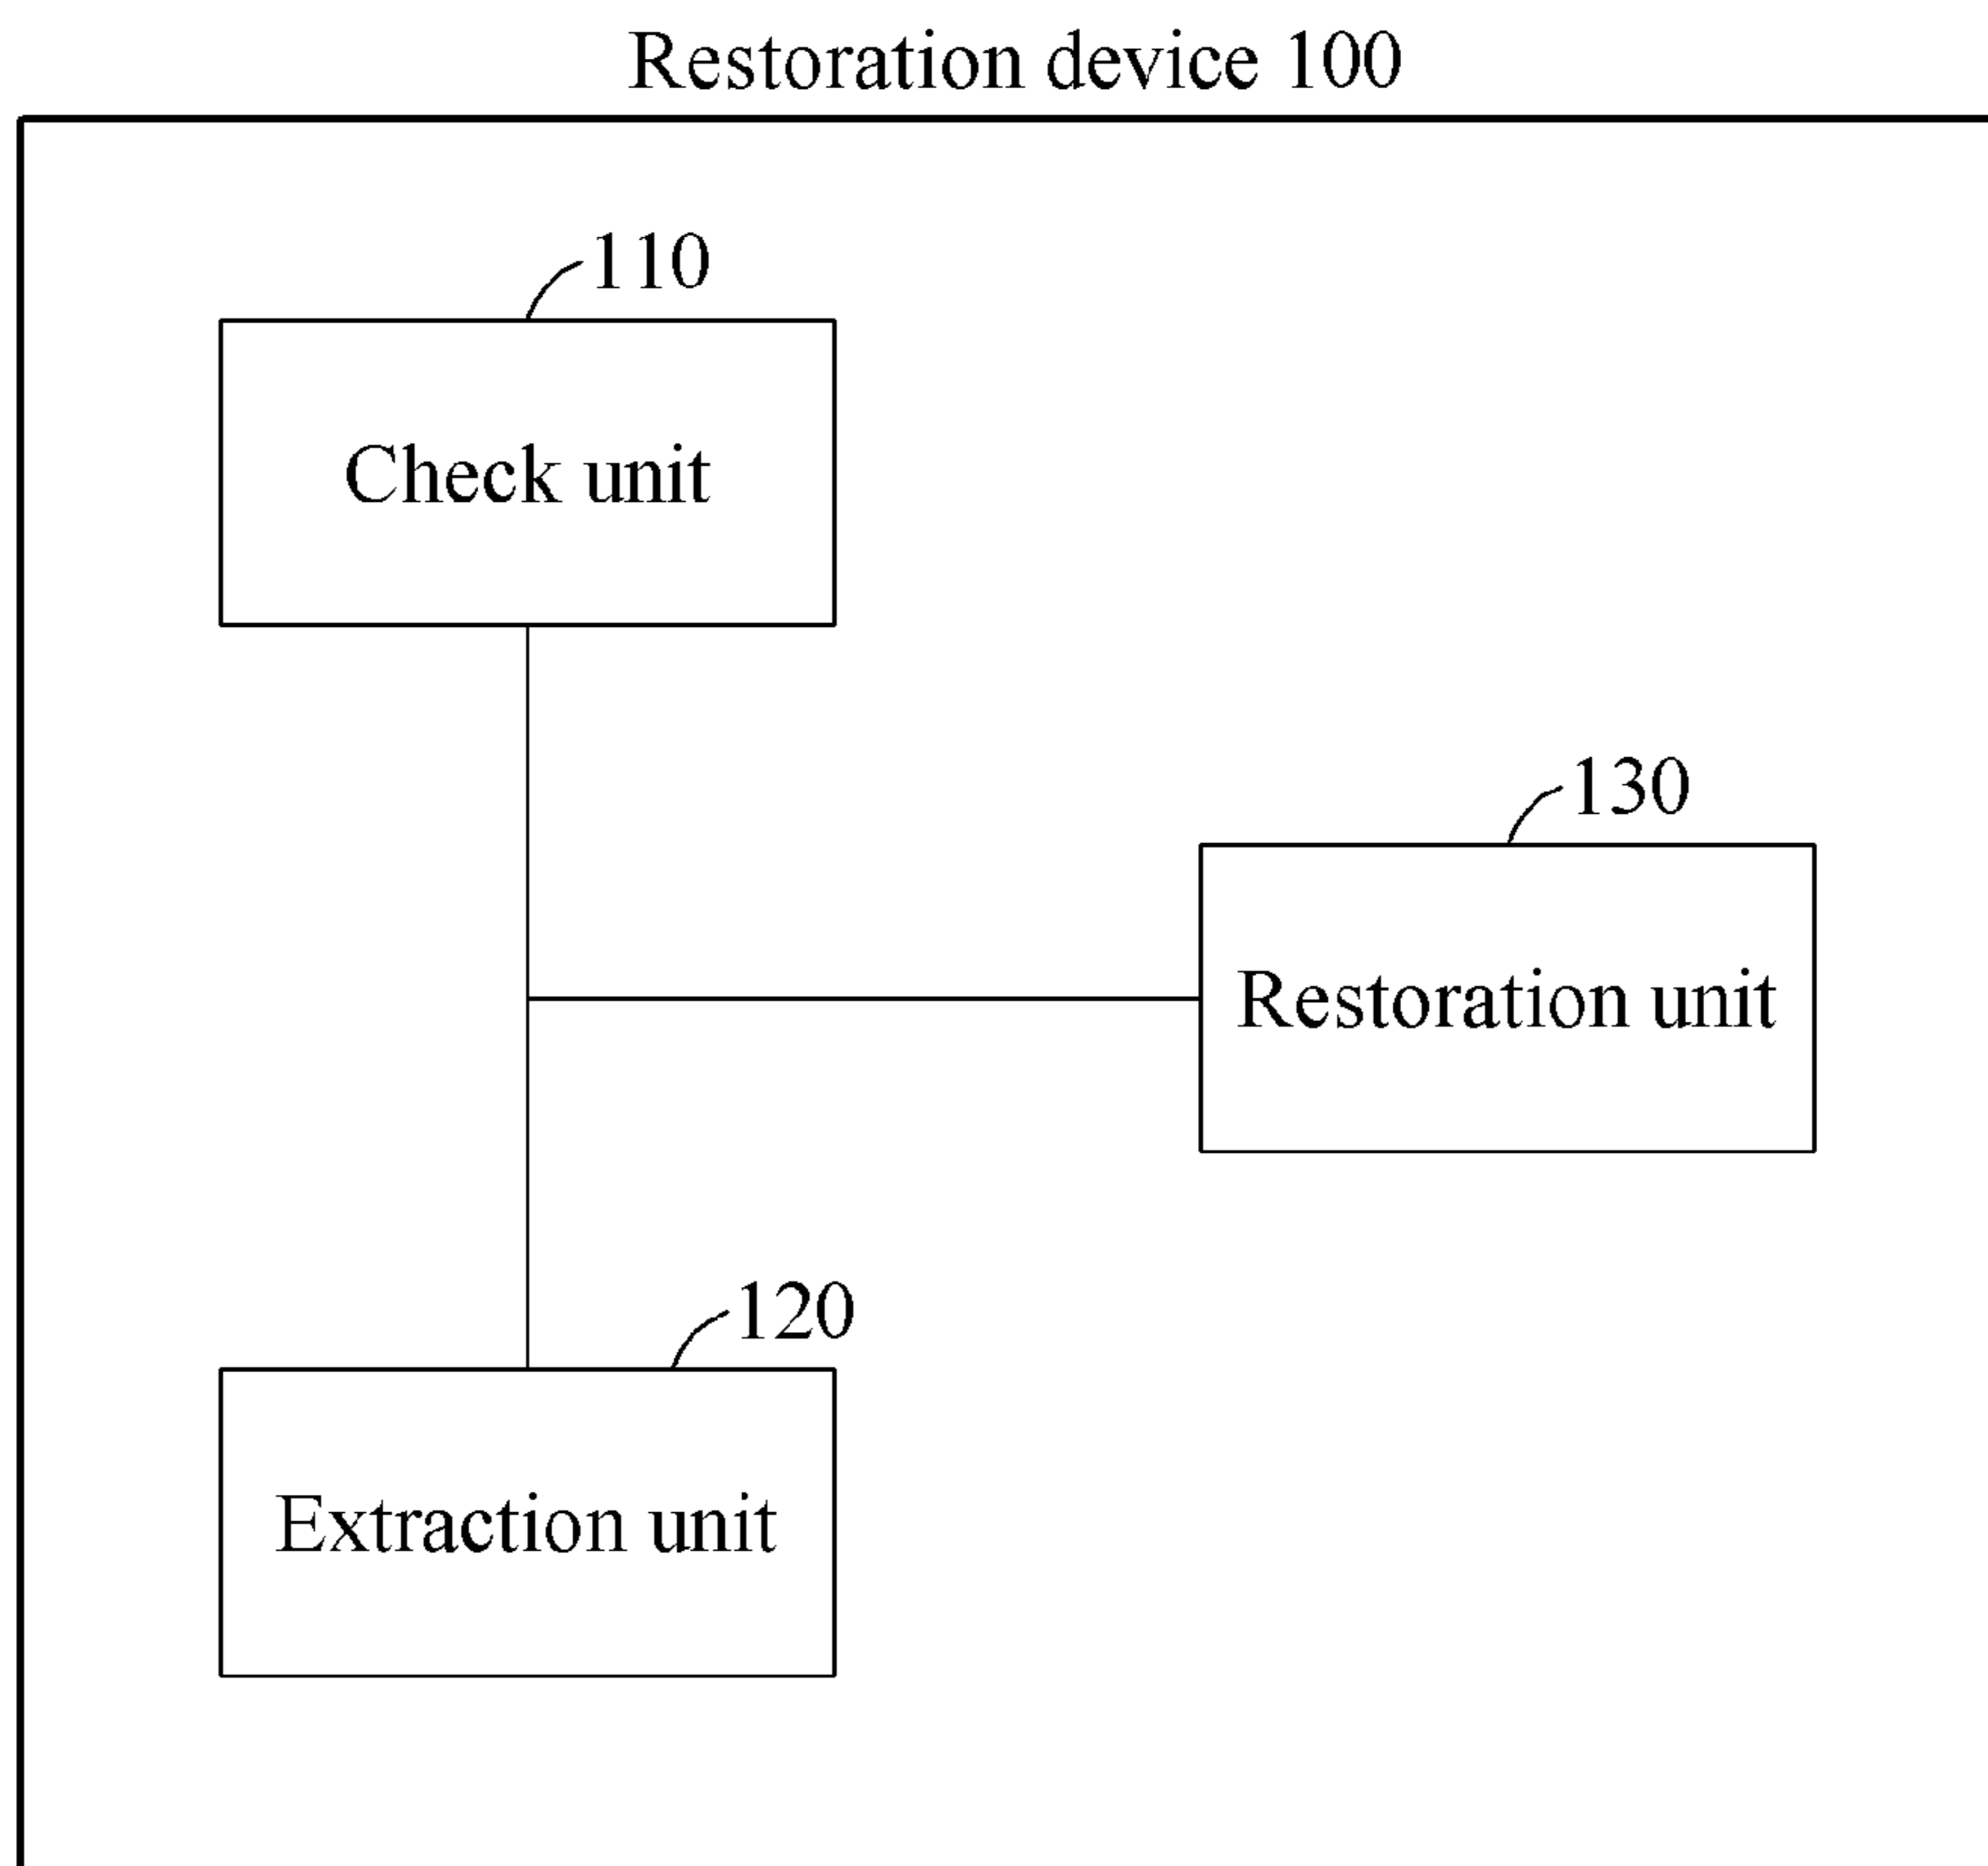 Restoration device 100
110
Check unit
130
Restoration unit
120
Extraction unit